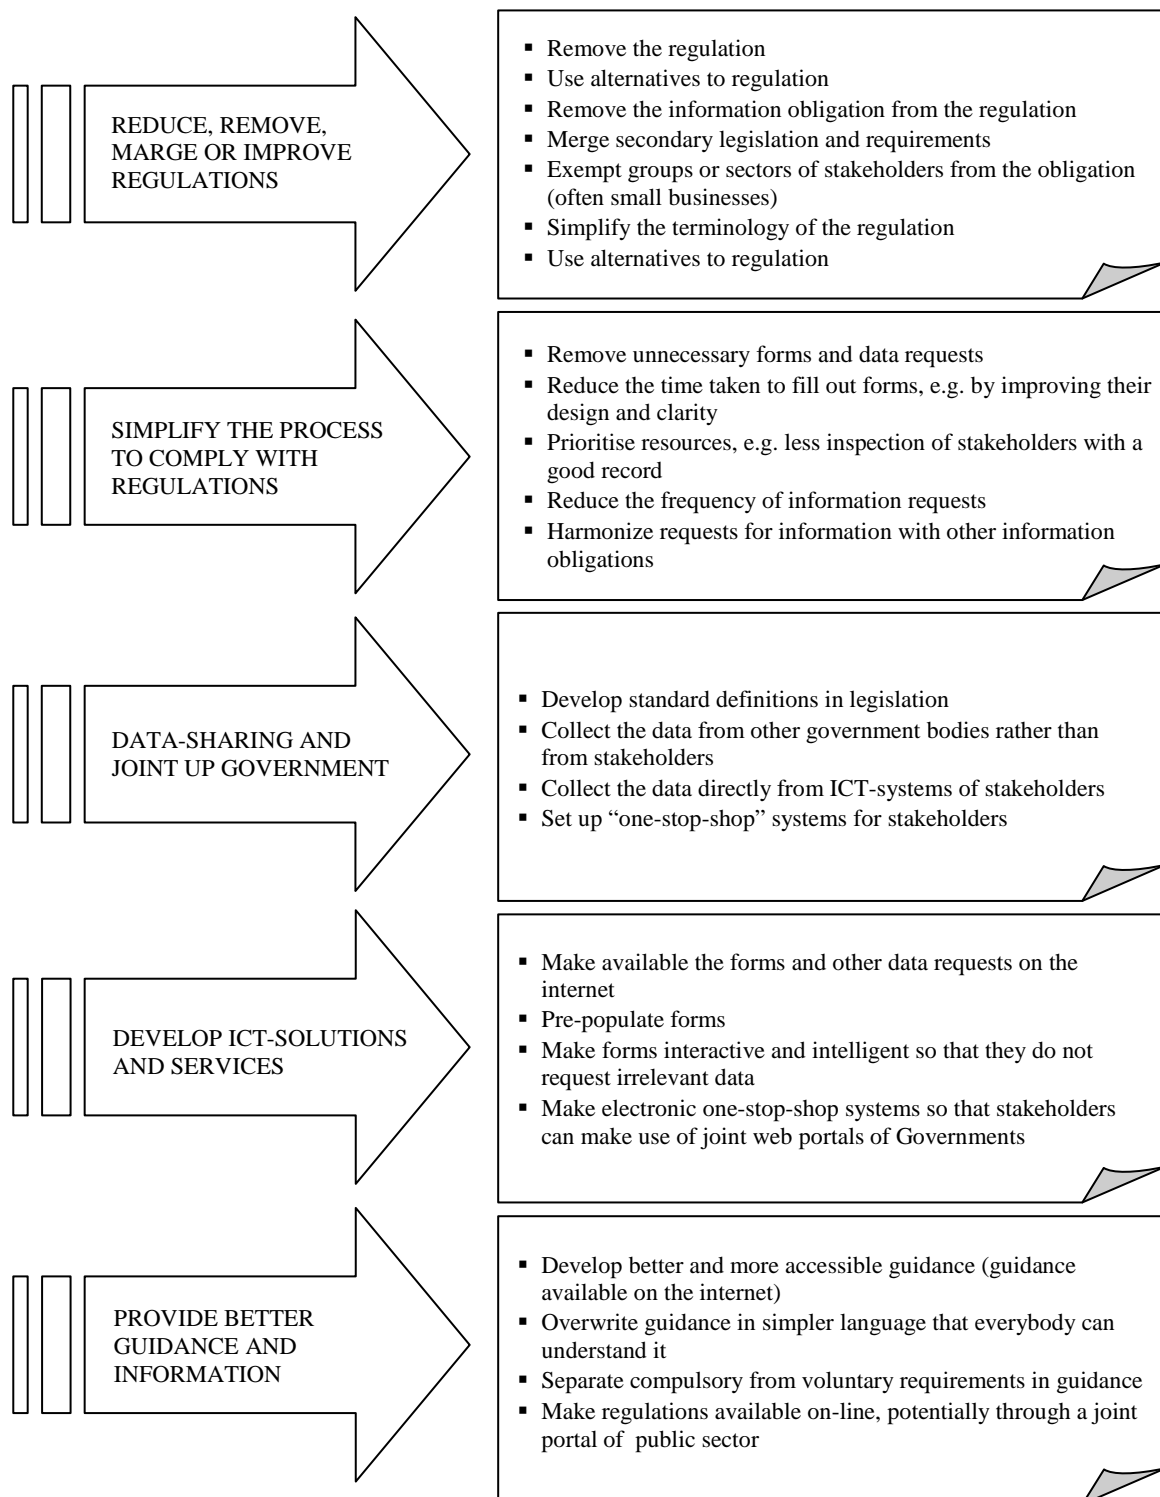 REDUCE, REMOVE,
MARGE OR IMPROVE
REGULATIONS
▪ Remove the regulation
▪ Use alternatives to regulation
▪ Remove the information obligation from the regulation
▪ Merge secondary legislation and requirements
▪ Exempt groups or sectors of stakeholders from the obligation
(often small businesses)
▪ Simplify the terminology of the regulation
▪ Use alternatives to regulation
SIMPLIFY THE PROCESS
TO COMPLY WITH
REGULATIONS
▪ Remove unnecessary forms and data requests
▪ Reduce the time taken to fill out forms, e.g. by improving their
design and clarity
▪ Prioritise resources, e.g. less inspection of stakeholders with a
good record
▪ Reduce the frequency of information requests
▪ Harmonize requests for information with other information
obligations
DATA-SHARING AND
JOINT UP GOVERNMENT
▪ Develop standard definitions in legislation
▪ Collect the data from other government bodies rather than
from stakeholders
▪ Collect the data directly from ICT-systems of stakeholders
▪ Set up “one-stop-shop” systems for stakeholders
DEVELOP ICT-SOLUTIONS
AND SERVICES
▪ Make available the forms and other data requests on the
internet
▪ Pre-populate forms
▪ Make forms interactive and intelligent so that they do not
request irrelevant data
▪ Make electronic one-stop-shop systems so that stakeholders
can make use of joint web portals of Governments
PROVIDE BETTER
GUIDANCE AND
INFORMATION
▪ Develop better and more accessible guidance (guidance
available on the internet)
▪ Overwrite guidance in simpler language that everybody can
understand it
▪ Separate compulsory from voluntary requirements in guidance
▪ Make regulations available on-line, potentially through a joint
portal of public sector